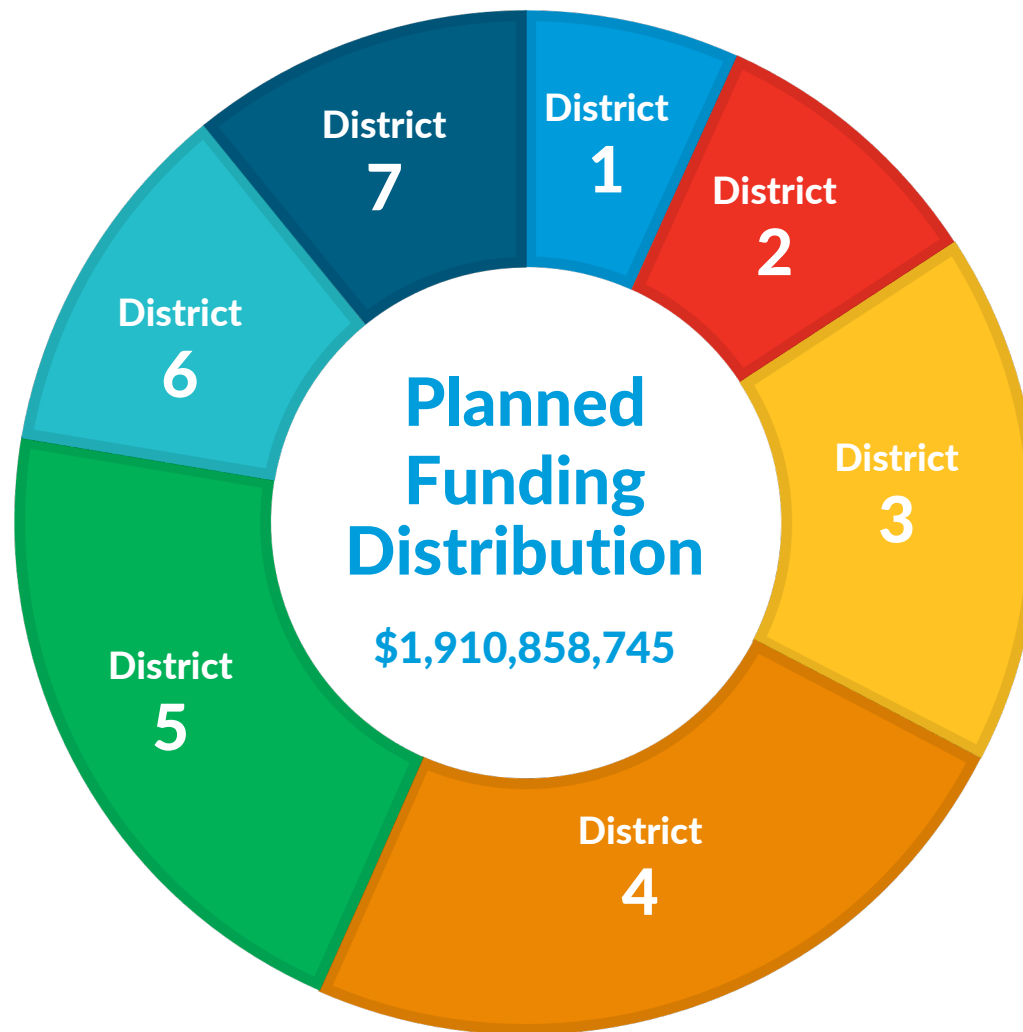 District
1
District
2
District
3
District
4
District
5
District
6
District
7
Planned
Funding
Distribution
$1,910,858,745